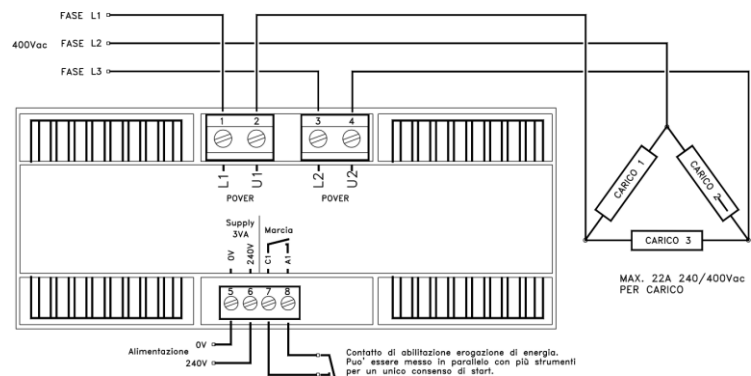 FASE L1
400Vac FASE L2
FASE L3
1 2 3 4
L1 U1 L2 U2
POVER POVER
Supply
3VA
Marcia
0V 240V C1 A1
5 6 7 8
Alimentazione
0V
240V
Contatto di abilitazione erogazione di energia.
Puo' essere messo in parallelo con più strumenti
per un unico consenso di start.
CARICO 1
CARICO 2
CARICO 3
MAX. 22A 240/400Vac
PER CARICO